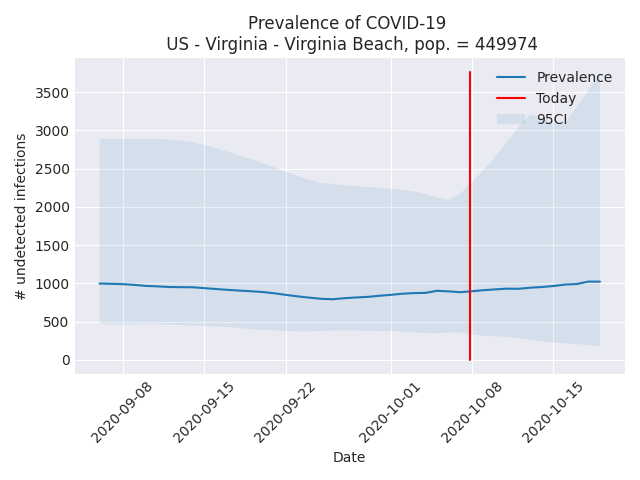 Prevalence of COVID-19
US - Virginia - Virginia Beach, pop. = 449974
Prevalence
Today
95CI
# undetected infections
3500
3000
2500
2000
1500
1000
500
0
2020-09-08
2020-09-15
2020-09-22
2020-10-01
2020-10-08
2020-10-15
Date